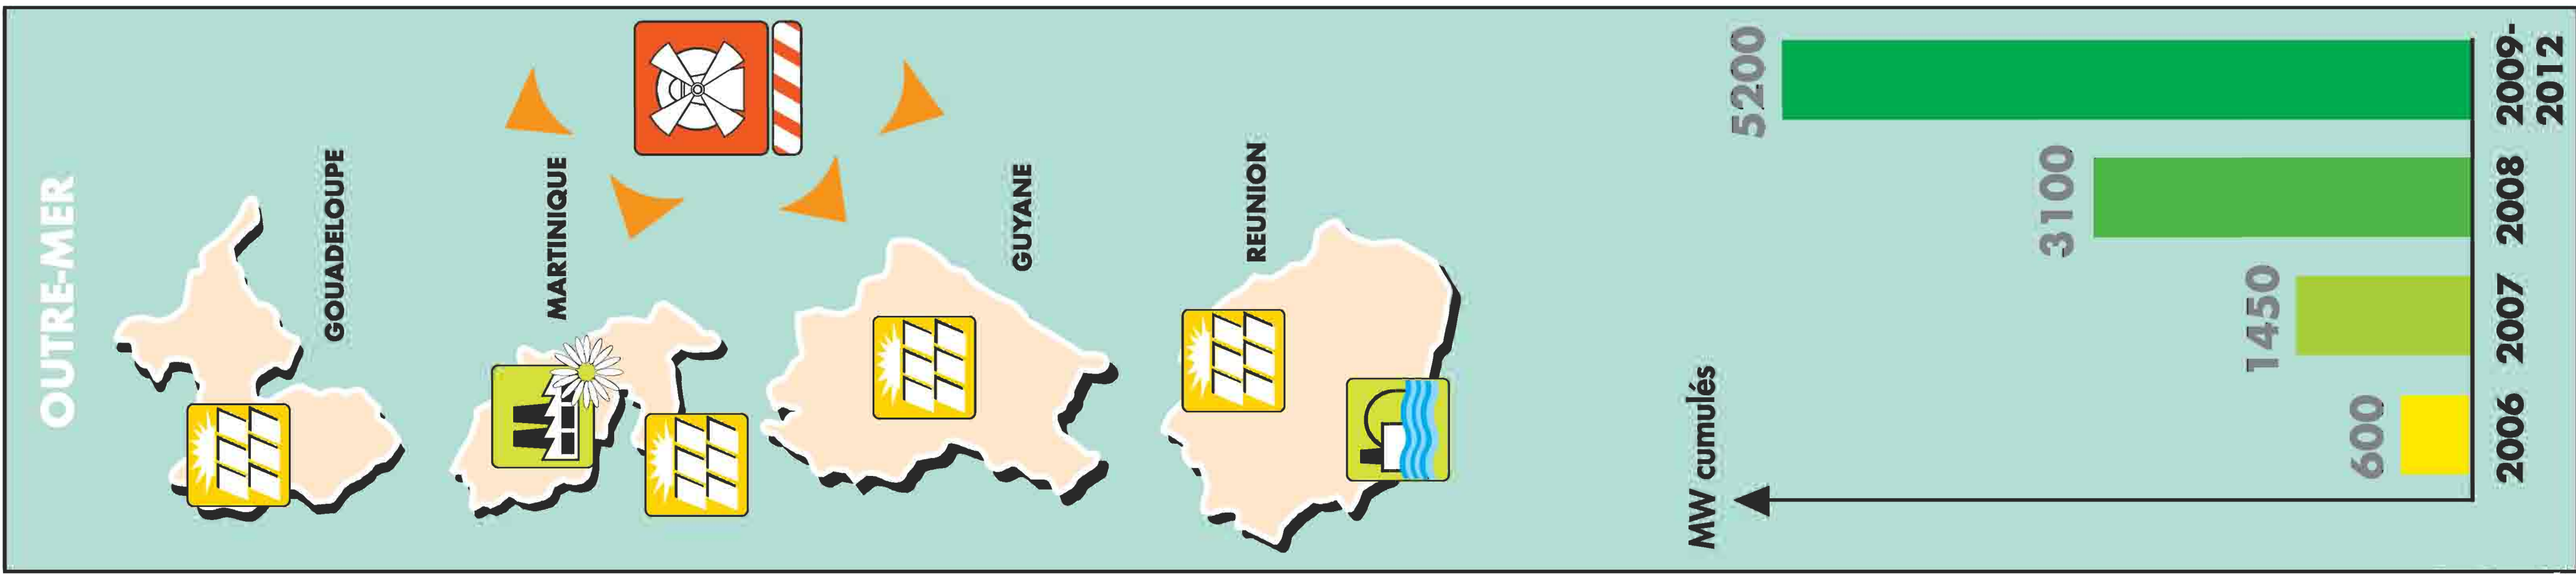 OUTRE-MER
GOUADELOUPE
MARTINIQUE
GUYANE
REUNION
MW cumulés
600
1450
3100
5200
2006
2007
2008
2009-
2012